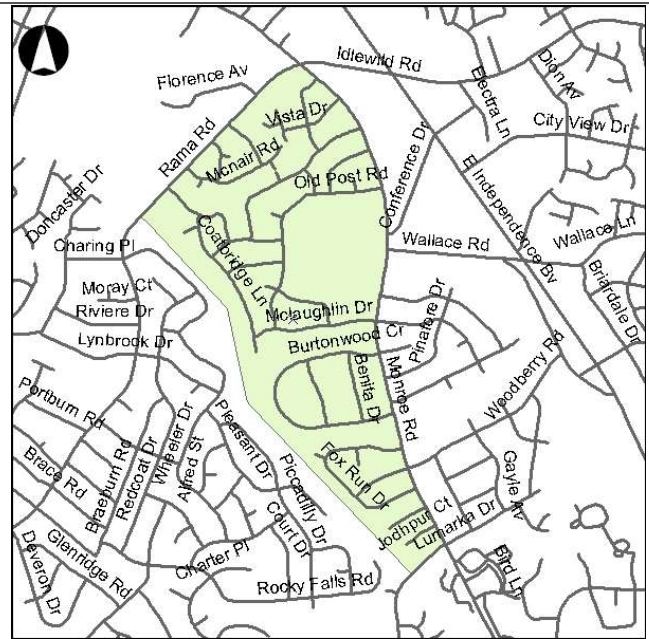 Idlewild Rd
Florence Av
Electra Ln
Dion Av
Vista Dr
City View Dr
Rama Rd
Mcnair Rd
Conference Dr
E Independence Bv
Old Post Rd
Doncaster Dr
Charing Pl
Coatbridge Ln
Wallace Rd
Wallace Ln
Briardale Dr
Moray Ct
Riviere Dr
Mclaughlin Dr
Lynbrook Dr
Burtonwood Cr
Pinafore Dr
Benita Dr
Monroe Rd
Woodberry Rd
Portburn Rd
Brace Rd
Braeburn Rd
Redcoat Dr
Wheeler Dr
Alfred St
Pleasant Dr
Piccadilly Dr
Fox Run Dr
Gayle Av
Court Dr
Jodhpur Ct
Lumarka Dr
Bird Ln
Glenridge Rd
Deveron Dr
Charter Pl
Rocky Falls Rd